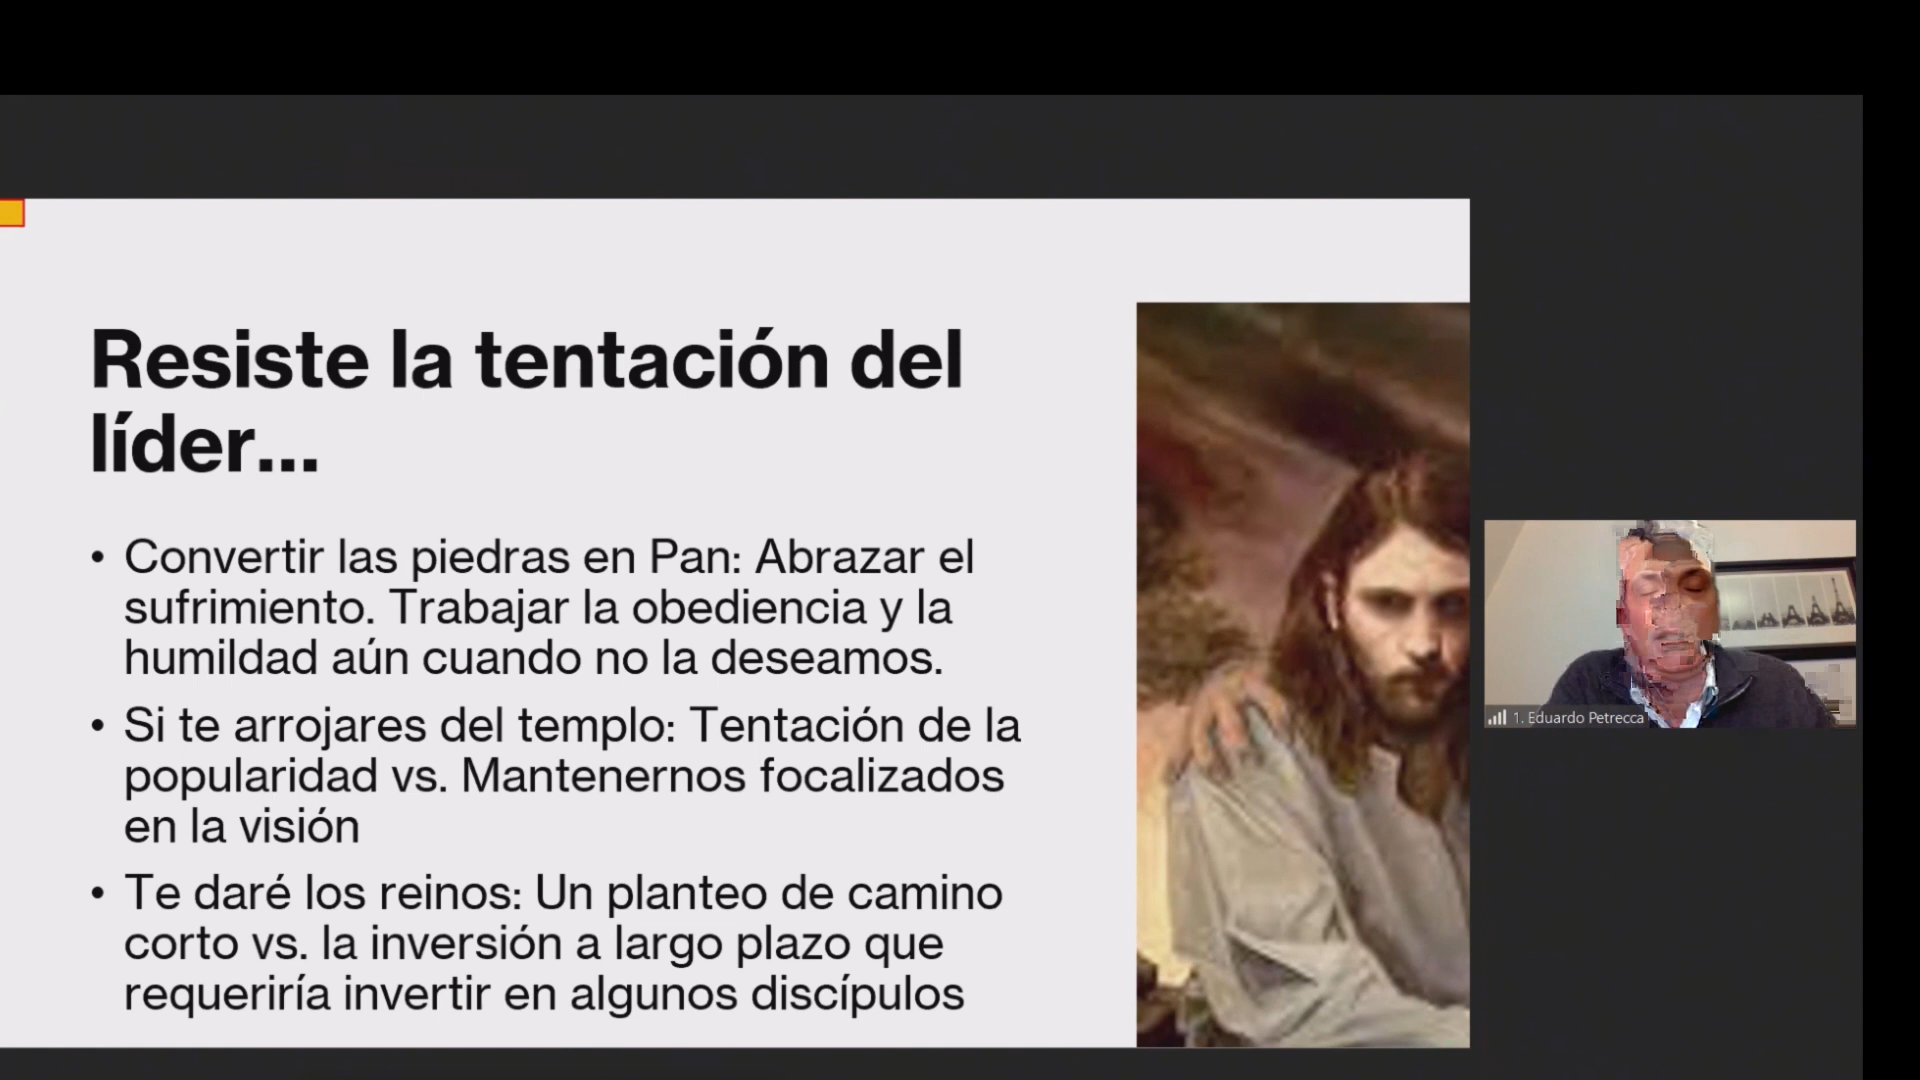 Resiste la tentación del
líder...
• Convertir las piedras en Pan: Abrazar el
sufrimiento. Trabajar la obediencia y la
humildad aún cuando no la deseamos.
• Si te arrojares del templo: Tentación de la
popularidad vs. Mantenernos focalizados
en la visión
• Te daré los reinos: Un planteo de camino
corto vs. la inversión a largo plazo que
requeriría invertir en algunos discípulos
1. Eduardo Petrecca